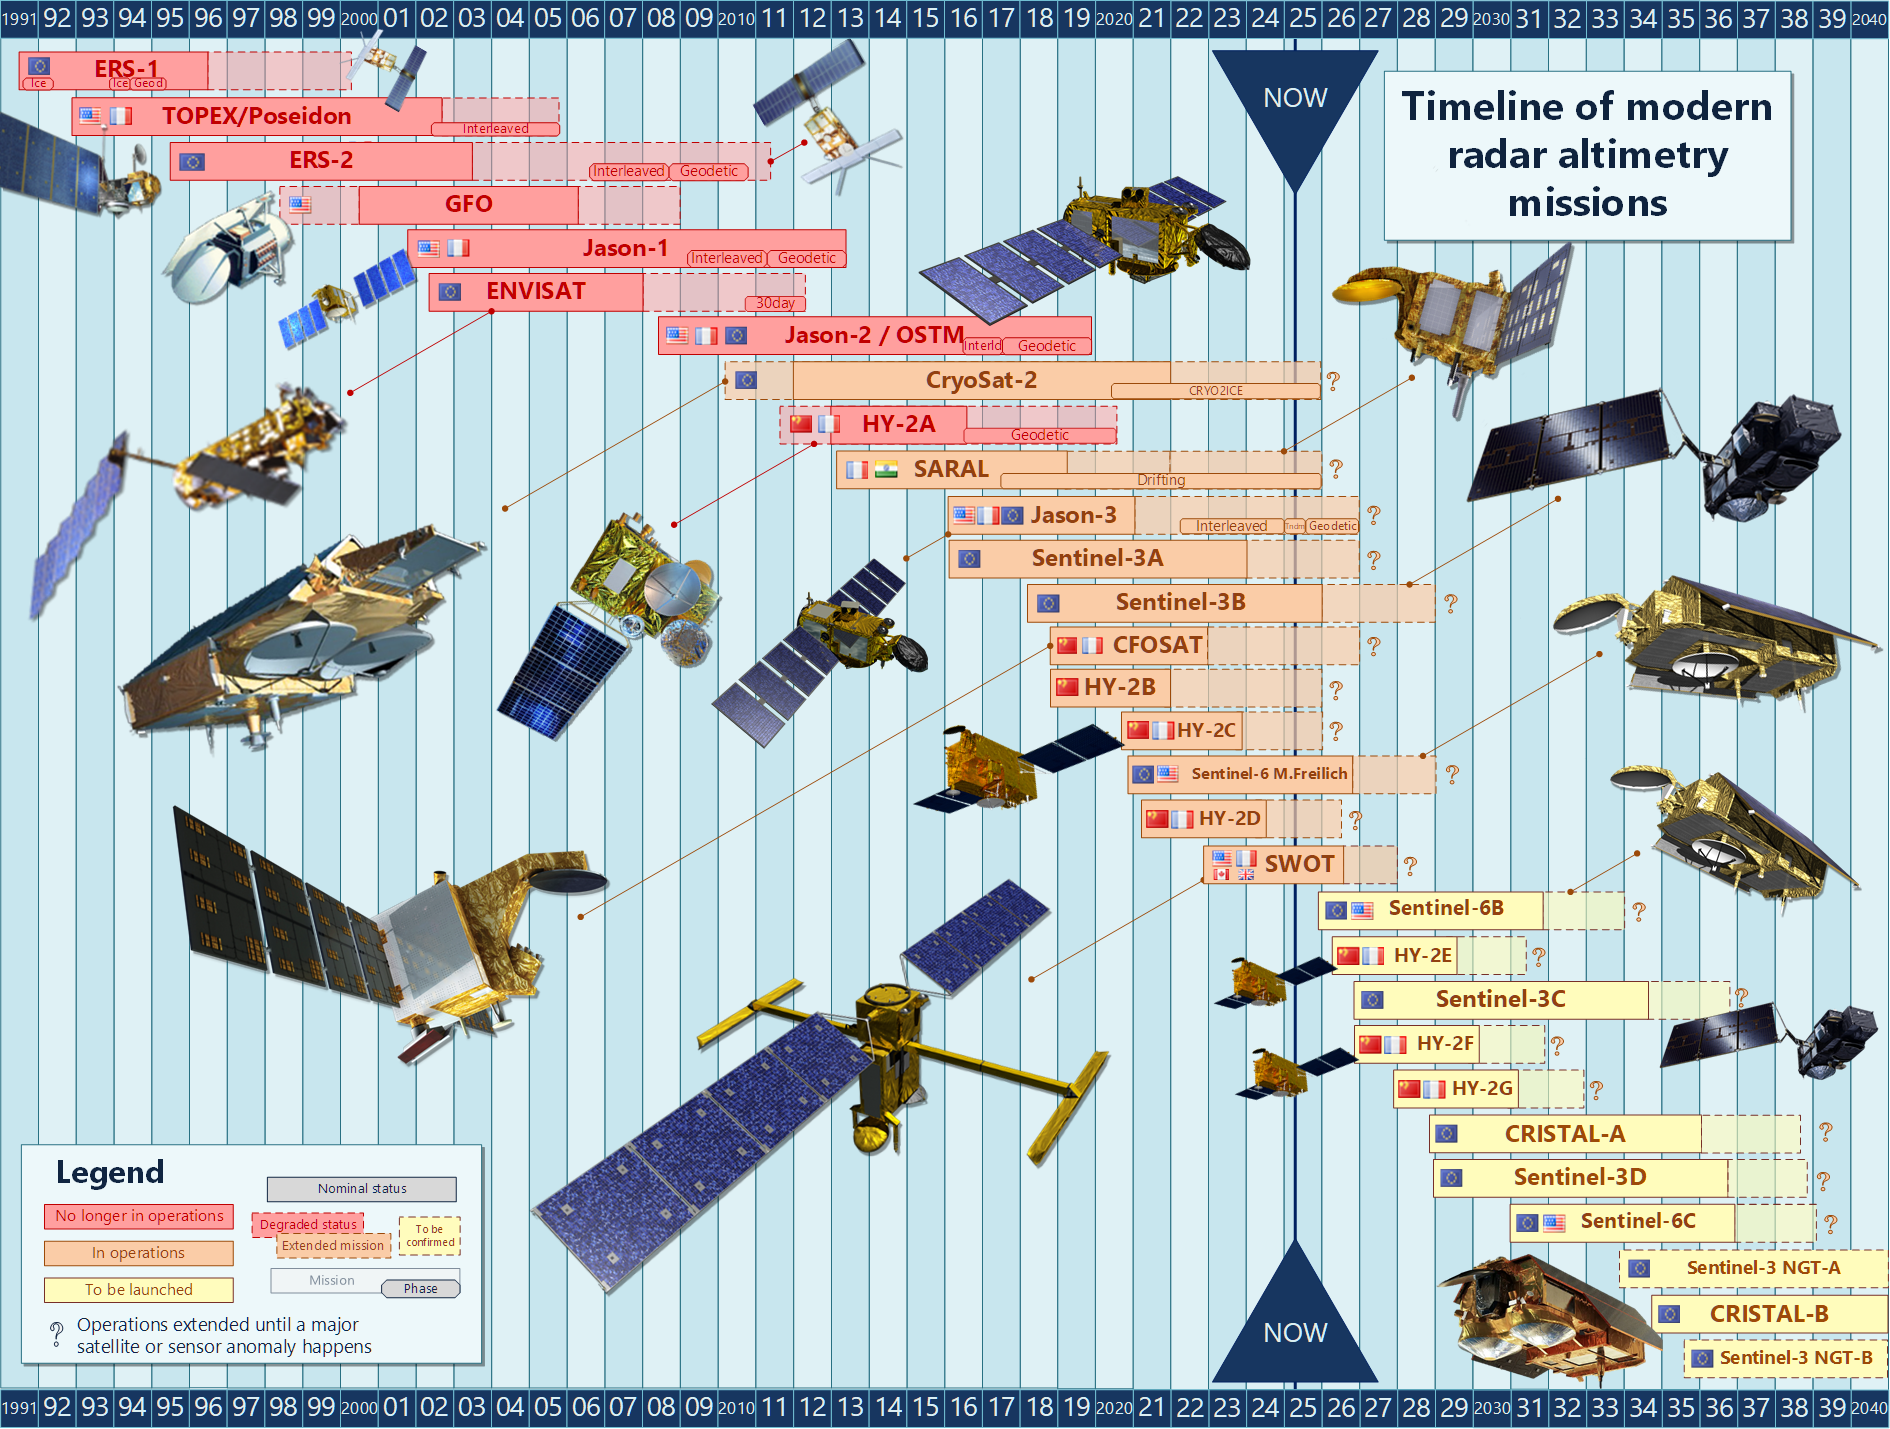 1991 92 93 94 95 96 97 98 99 2000 01 02 03 04 05 06 07 08 09 2010 11 12 13 14 15 16 17 18 19 2020 21 22 23 24 25 26 27 28 29 2030 31 32 33 34 35 36 37 38 39 2040
NOW
Timeline of modern
radar altimetry
missions
ERS-1
Ice Ice Geod
TOPEX/Poseidon
Interleaved
ERS-2
Interleaved Geodetic
GFO
Jason-1
Interleaved Geodetic
ENVISAT
30day
Jason-2 / OSTM
Interld Geodetic
CryoSat-2 ?
CRYO2ICE
HY-2A
Geodetic
SARAL ?
Drifting
Jason-3 ?
Interleaved Tndm Geodetic
Sentinel-3A ?
Sentinel-3B ?
CFOSAT ?
HY-2B ?
HY-2C ?
Sentinel-6 M.Freilich ?
HY-2D ?
SWOT ?
Sentinel-6B ?
HY-2E ?
Sentinel-3C ?
HY-2F ?
HY-2G ?
CRISTAL-A ?
Sentinel-3D ?
Sentinel-6C ?
Sentinel-3 NGT-A
CRISTAL-B
Sentinel-3 NGT-B
NOW
Legend
No longer in operations
In operations
To be launched
Nominal status
Degraded status
Extended mission
To be
confirmed
Mission
Phase
? Operations extended until a major
satellite or sensor anomaly happens
1991 92 93 94 95 96 97 98 99 2000 01 02 03 04 05 06 07 08 09 2010 11 12 13 14 15 16 17 18 19 2020 21 22 23 24 25 26 27 28 29 2030 31 32 33 34 35 36 37 38 39 2040